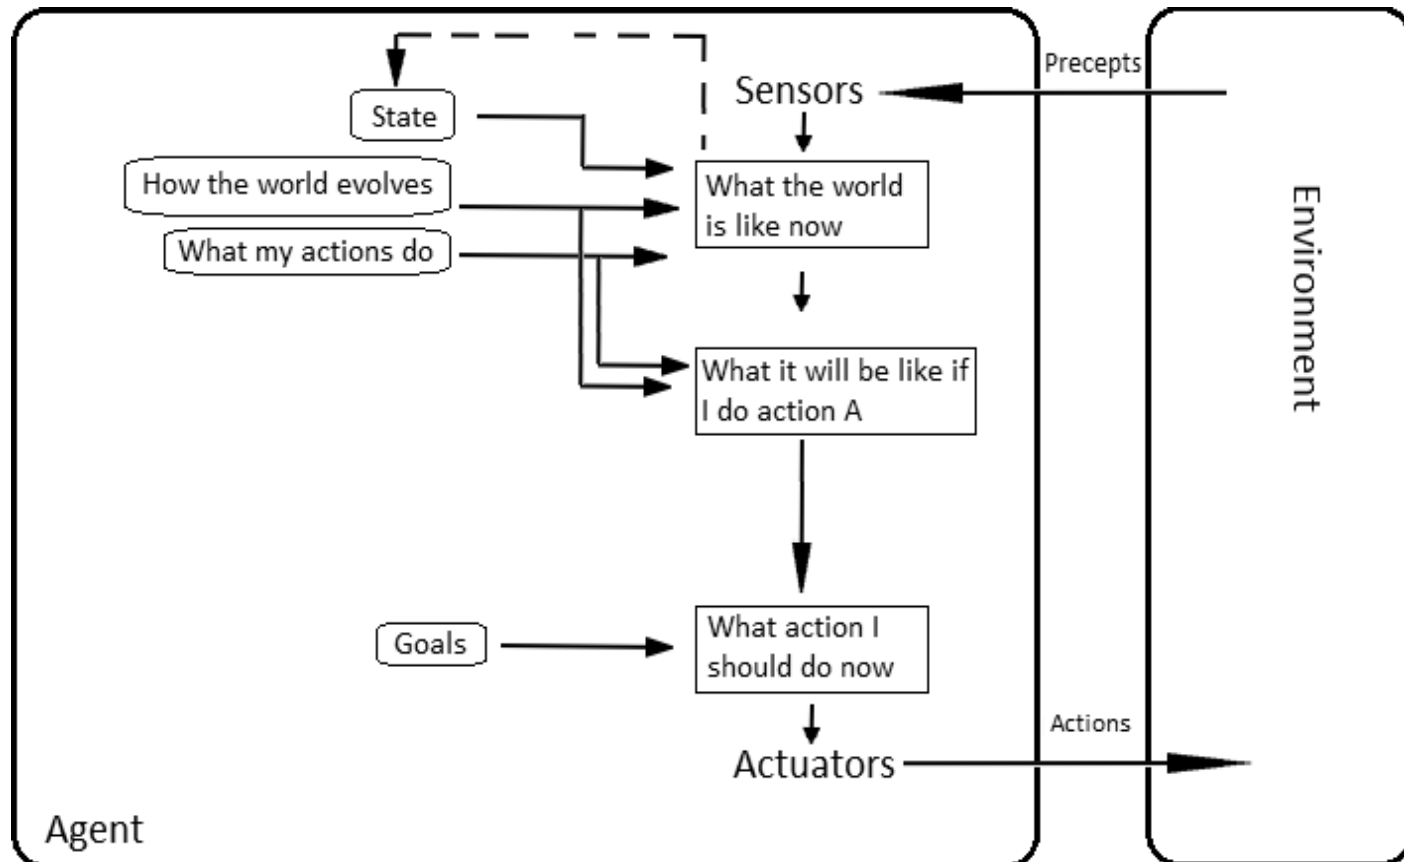 Precepts
Sensors
State
How the world evolves
What the world
is like now
What my actions do
Environment
What it will be like if
I do action A
Goals
What action I
should do now
Actions
Actuators
Agent